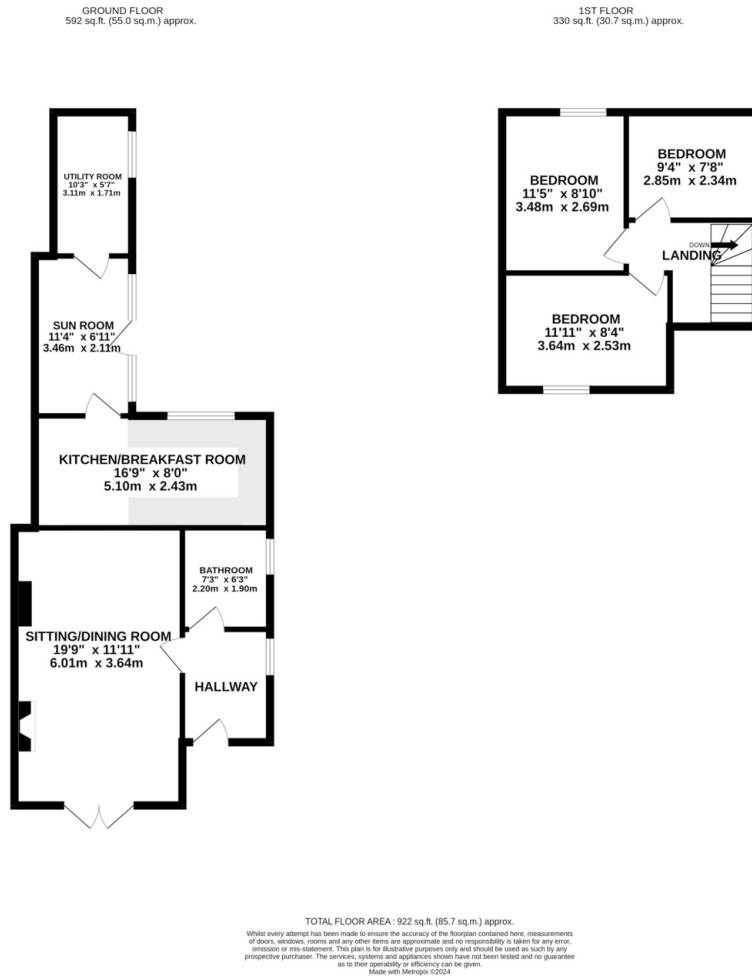 GROUND FLOOR
592 sq.ft. (55.0 sq.m.) approx.
1ST FLOOR
330 sq.ft. (30.7 sq.m.) approx.
UTILITY ROOM
10'3" x 5'7"
3.11m x 1.71m
SUN ROOM
11'4" x 6'11"
3.46m x 2.11m
KITCHEN/BREAKFAST ROOM
16'9" x 8'0"
5.10m x 2.43m
BATHROOM
7'3" x 6'3"
2.20m x 1.90m
SITTING/DINING ROOM
19'9" x 11'11"
6.01m x 3.64m
HALLWAY
BEDROOM
11'5" x 8'10"
3.48m x 2.69m
BEDROOM
9'4" x 7'8"
2.85m x 2.34m
DOWN
LANDING
BEDROOM
11'11" x 8'4"
3.64m x 2.53m
TOTAL FLOOR AREA : 922 sq.ft. (85.7 sq.m.) approx.
Whilst every attempt has been made to ensure the accuracy of the floorplan contained here, measurements
of doors, windows, rooms and any other items are approximate and no responsibility is taken for any error,
omission or mis-statement. This plan is for illustrative purposes only and should be used as such by any
prospective purchaser. The services, systems and appliances shown have not been tested and no guarantee
as to their operability or efficiency can be given.
Made with Metropix ©2024